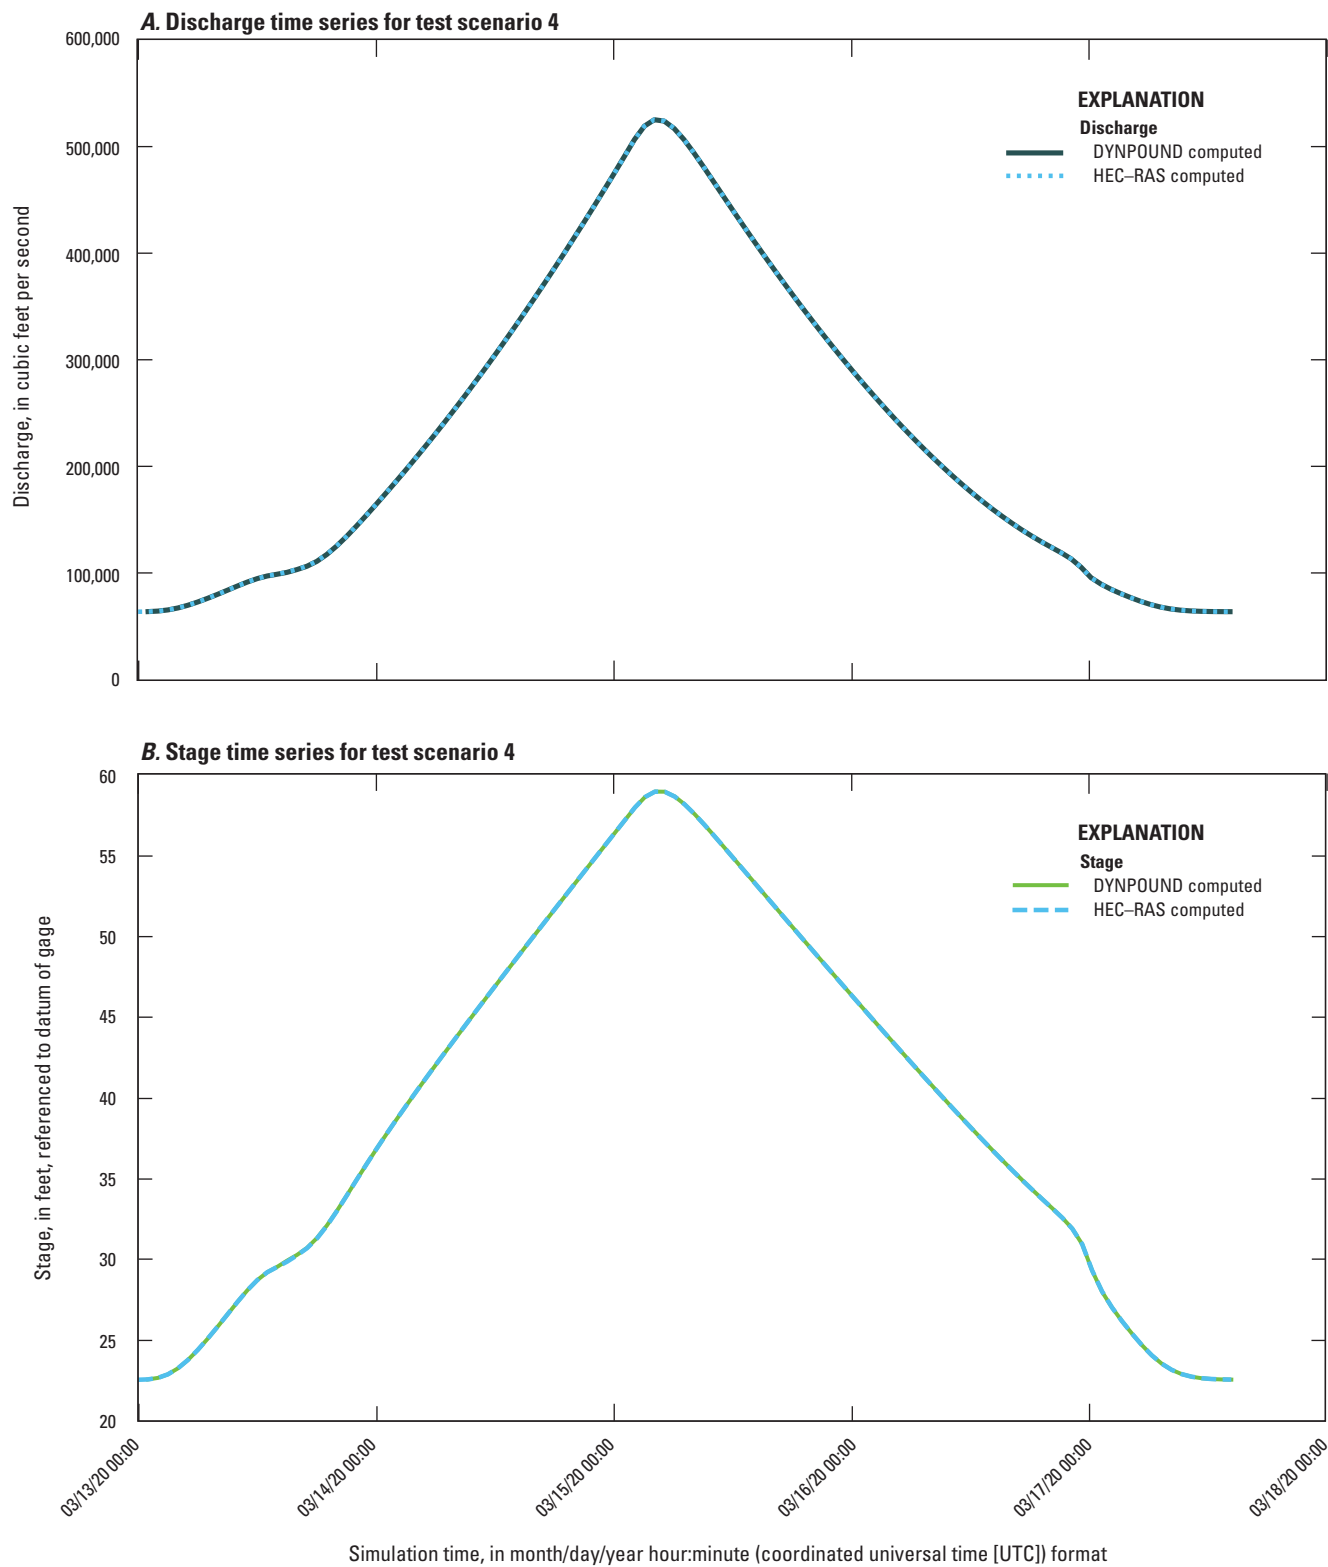 A. Discharge time series for test scenario 4
600,000
500,000
400,000
300,000
200,000
100,000
0
Discharge, in cubic feet per second
EXPLANATION
Discharge
DYNPOUND computed
HEC–RAS computed
B. Stage time series for test scenario 4
60
55
50
45
40
35
30
25
20
Stage, in feet, referenced to datum of gage
EXPLANATION
Stage
DYNPOUND computed
HEC–RAS computed
03/13/20 00:00
03/14/20 00:00
03/15/20 00:00
03/16/20 00:00
03/17/20 00:00
03/18/20 00:00
Simulation time, in month/day/year hour:minute (coordinated universal time [UTC]) format